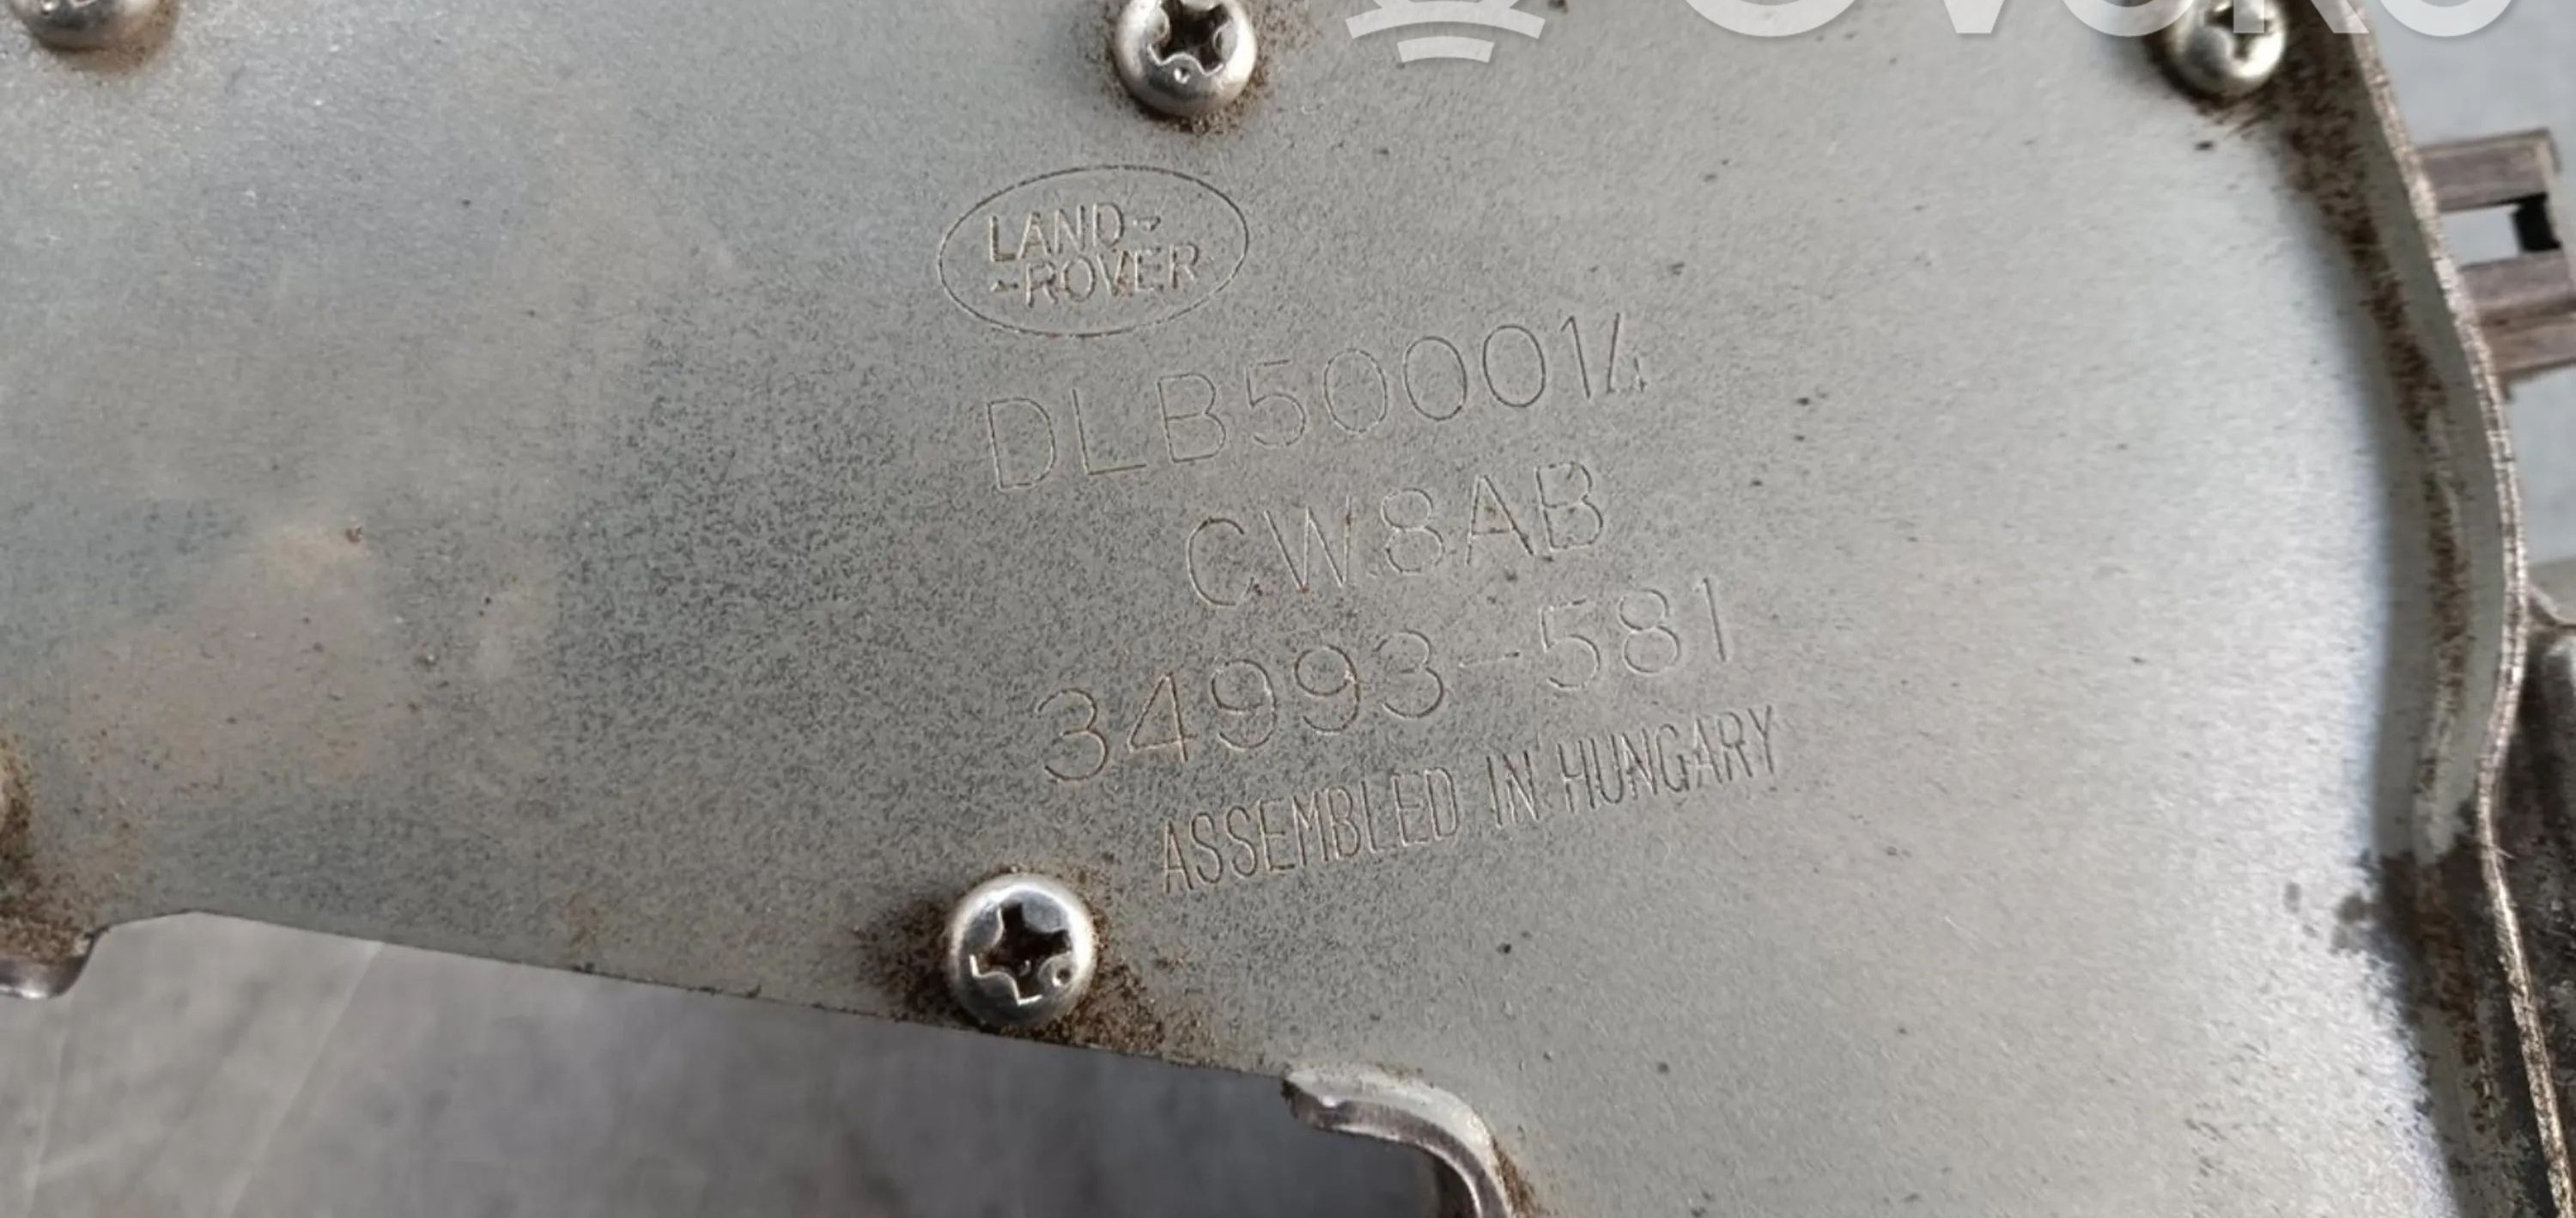 LAND-
-ROVER
DLB500014
CW8AB
34993-581
ASSEMBLED IN HUNGARY